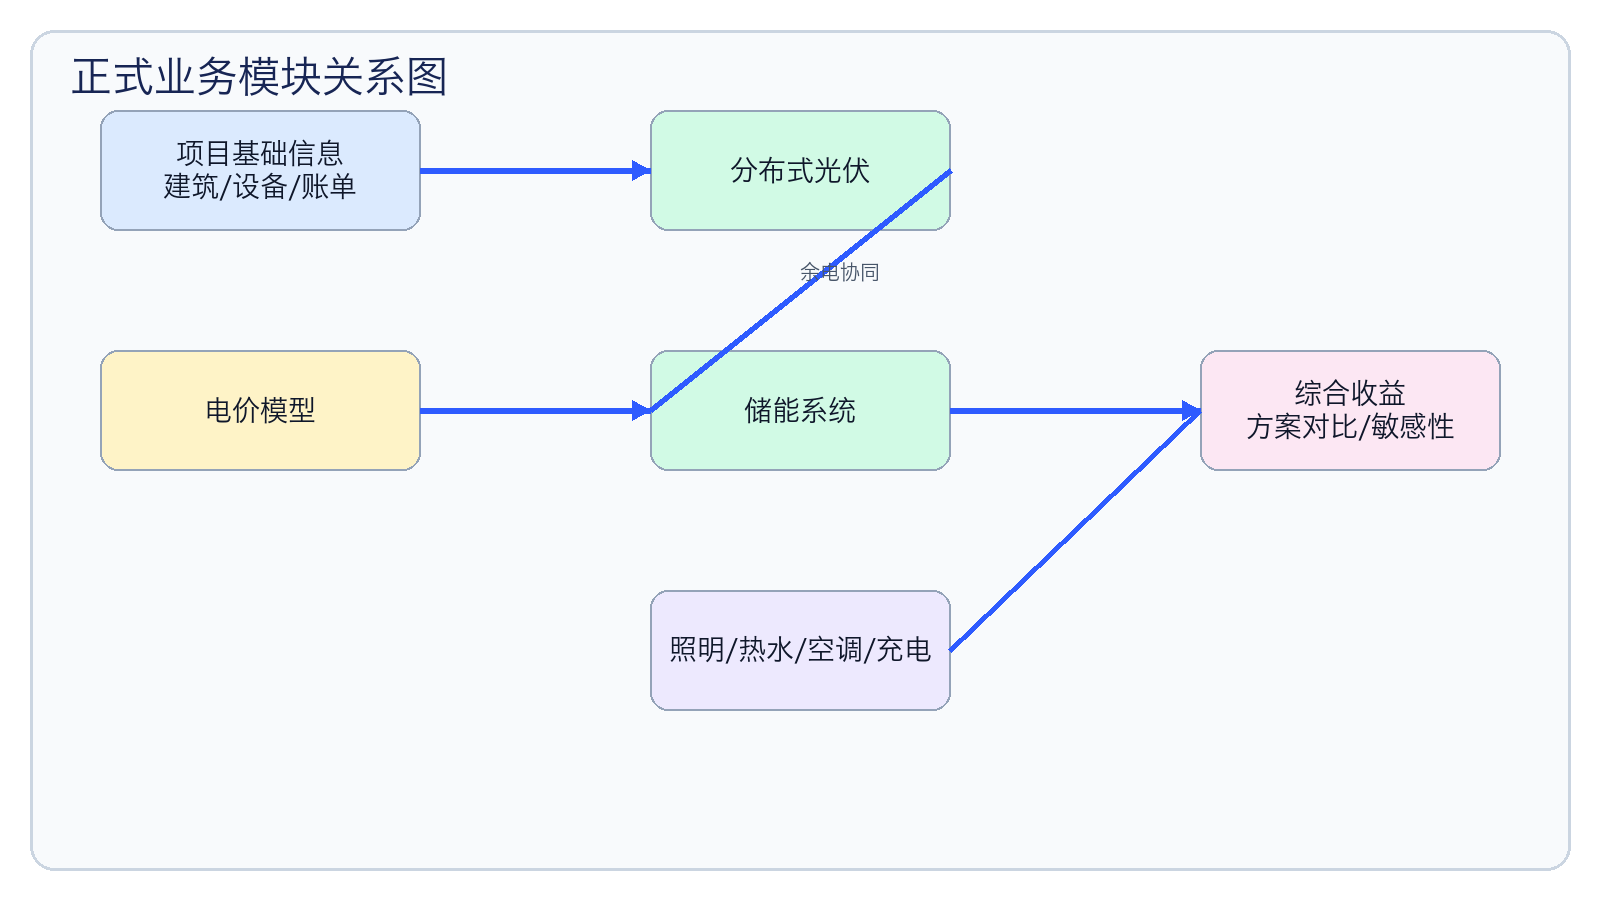 正式业务模块关系图
项目基础信息
建筑/设备/账单
分布式光伏
余电协同
电价模型
储能系统
综合收益
方案对比/敏感性
照明/热水/空调/充电